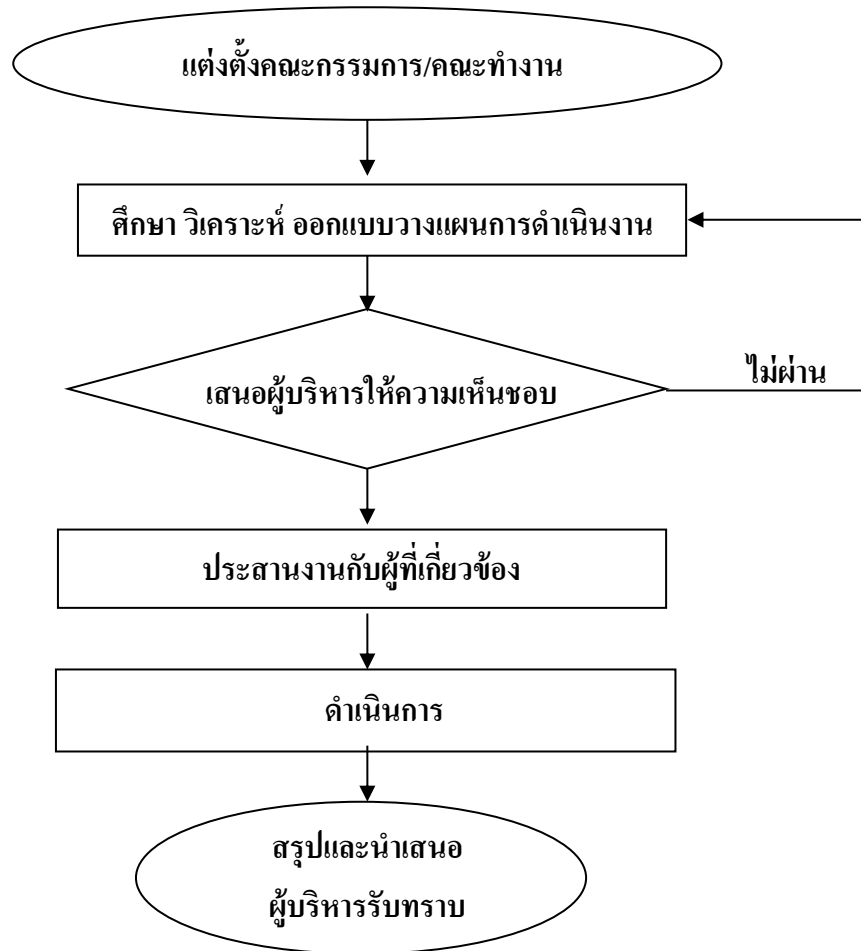 แต่งตั้งคณะกรรมการ/คณะทำงาน
ศึกษา วิเคราะห์ ออกแบบวางแผนการดำเนินงาน
เสนอผู้บริหารให้ความเห็นชอบ
ไม่ผ่าน
ประสานงานกับผู้ที่เกี่ยวข้อง
ดำเนินการ
สรุปและนำเสนอ
ผู้บริหารรับทราบ